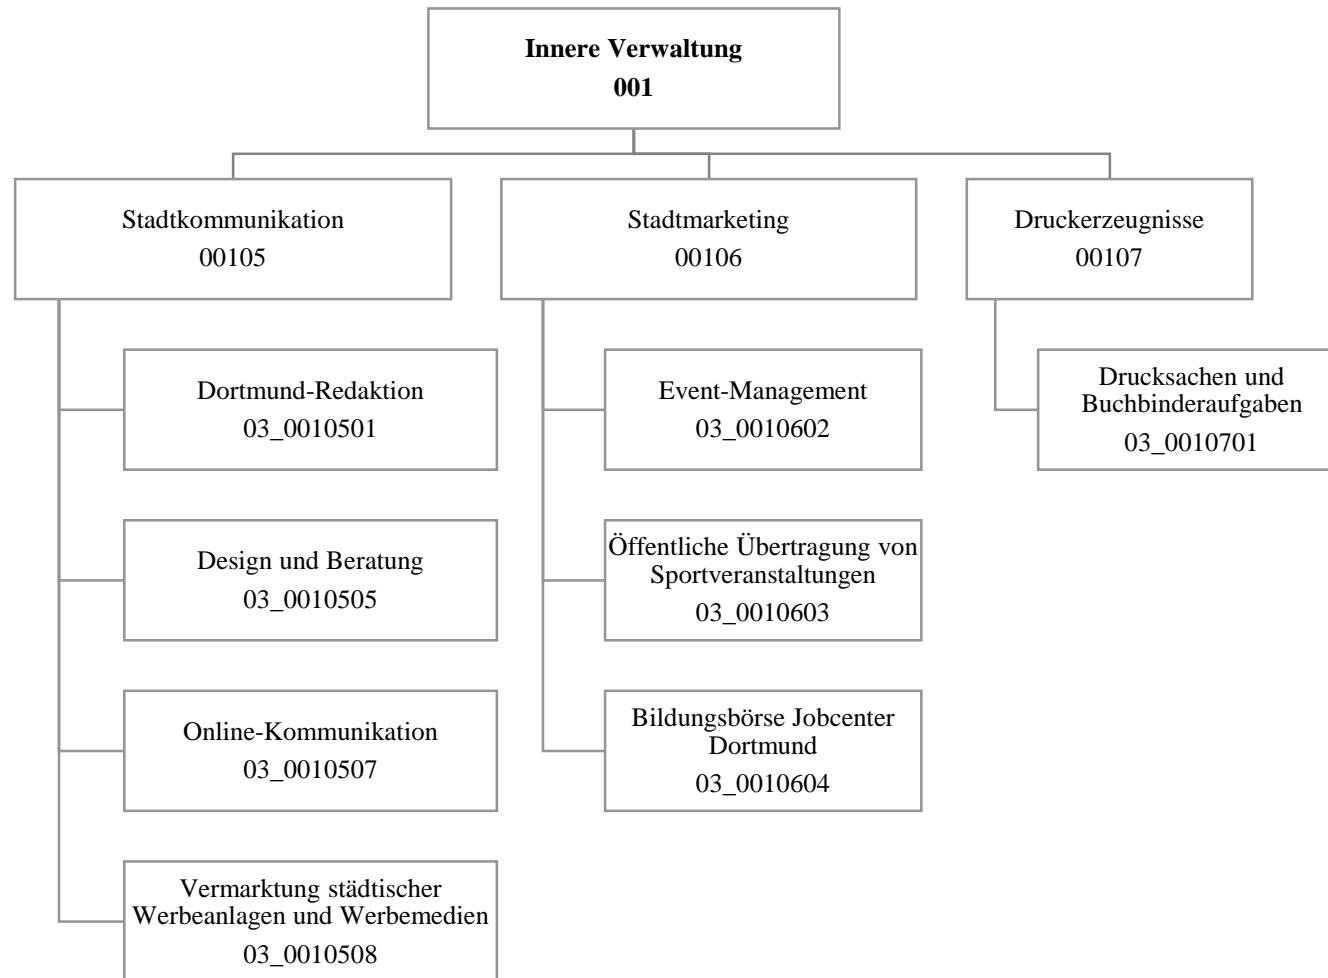 Innere Verwaltung
001
Stadtkommunikation
00105
Stadtmarketing
00106
Druckerzeugnisse
00107
Dortmund-Redaktion
03_0010501
Event-Management
03_0010602
Drucksachen und
Buchbinderaufgaben
03_0010701
Design und Beratung
03_0010505
Öffentliche Übertragung von
Sportveranstaltungen
03_0010603
Online-Kommunikation
03_0010507
Bildungsbörse Jobcenter
Dortmund
03_0010604
Vermarktung städtischer
Werbeanlagen und Werbemedien
03_0010508